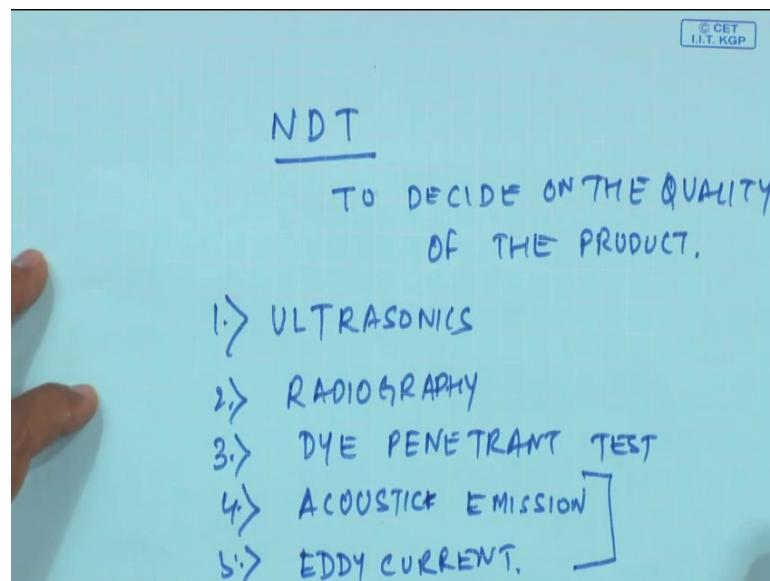 © CET
I.I.T. KGP
NDT
TO DECIDE ON THE QUALITY
OF THE PRODUCT.
1.> ULTRASONICS
2.> RADIOGRAPHY
3.> DYE PENETRANT TEST
4.> ACOUSTICK EMISSION
5.> EDDY CURRENT.